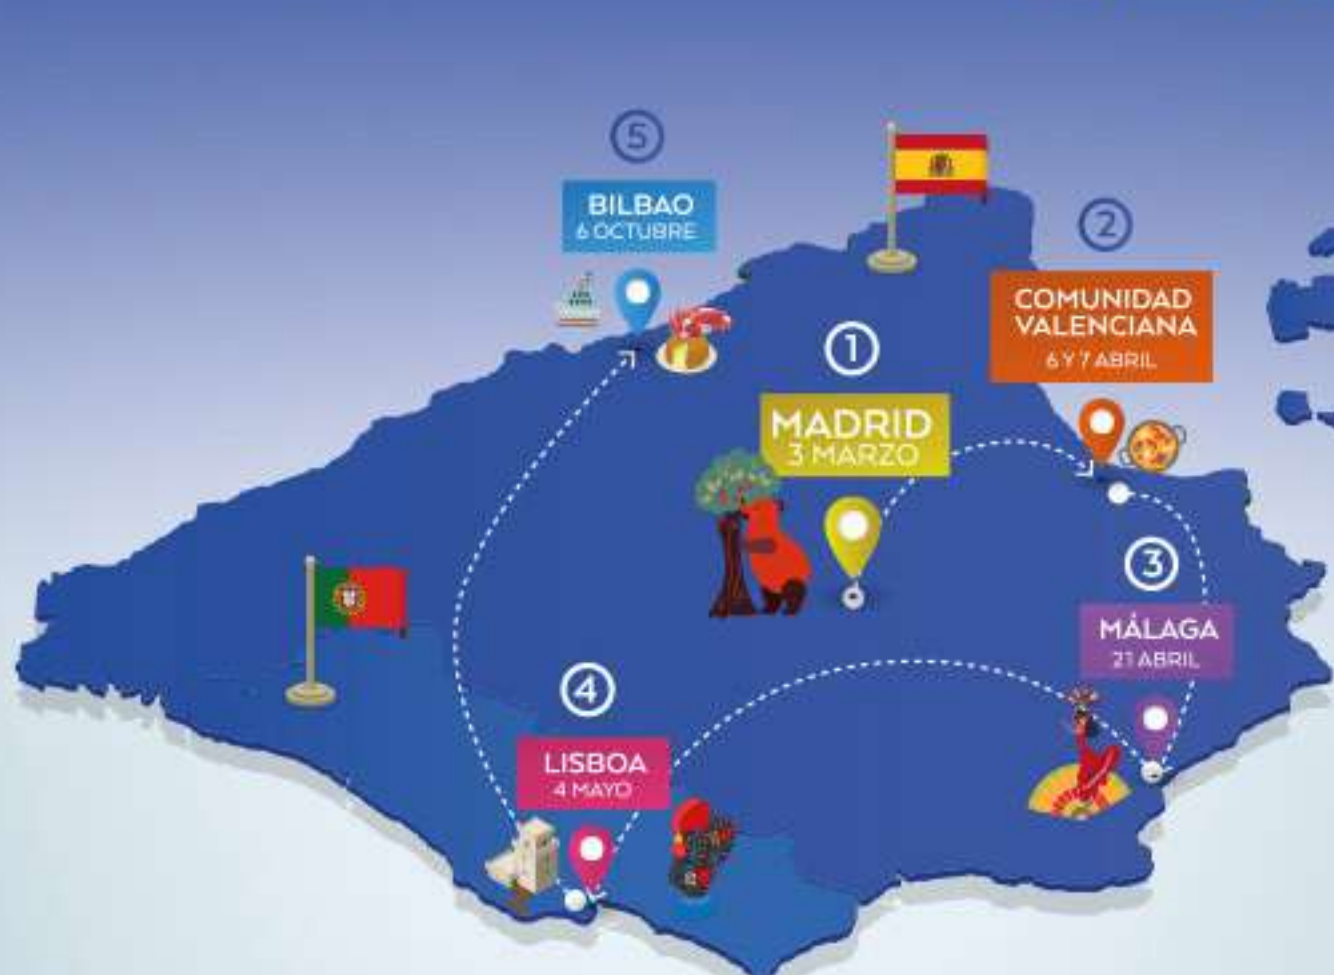 5
BILBAO
6 OCTUBRE
2
COMUNIDAD
VALENCIANA
6 Y 7 ABRIL
1
MADRID
3 MARZO
3
MÁLAGA
21 ABRIL
4
LISBOA
4 MAYO